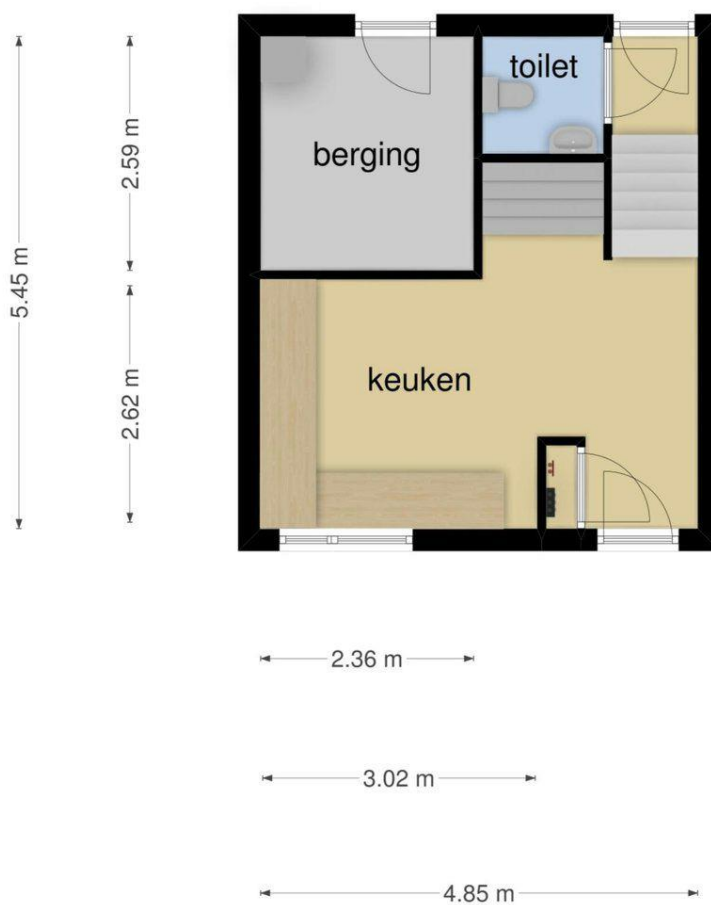 toilet
berging
keuken
2.59 m
5.45 m
2.62 m
2.36 m
3.02 m
4.85 m